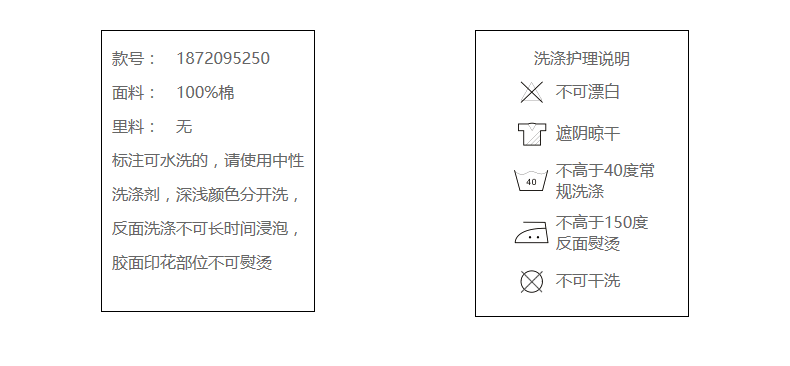 款号： 1872095250
面料： 100%棉
里料： 无
标注可水洗的，请使用中性
洗涤剂，深浅颜色分开洗，
反面洗涤不可长时间浸泡，
胶面印花部位不可熨烫
洗涤护理说明
不可漂白
遮阴晾干
40
不高于40度常
规洗涤
不高于150度
反面熨烫
不可干洗